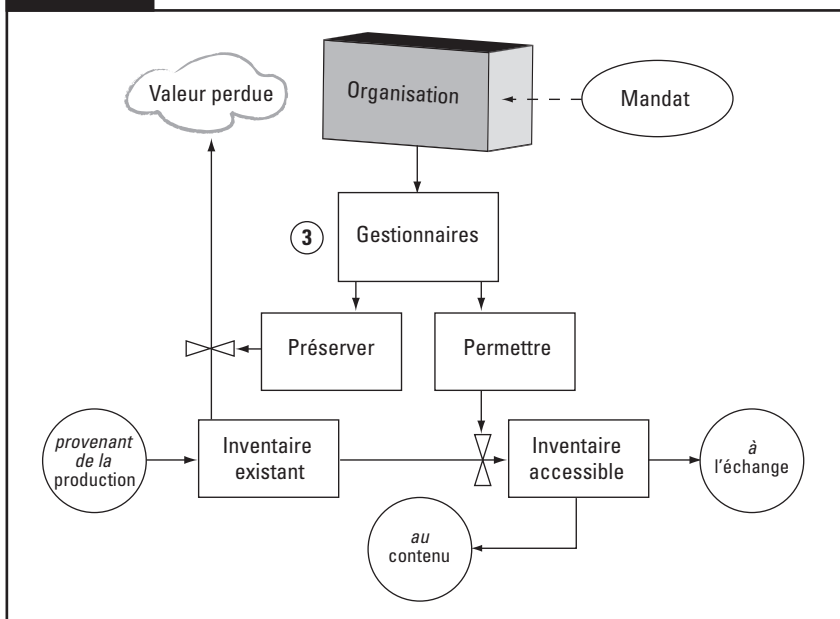 Valeur perdue
Organisation
Mandat
3
Gestionnaires
Préserver
Permettre
provenant
de la
production
Inventaire
existant
Inventaire
accessible
à
l'échange
au
contenu